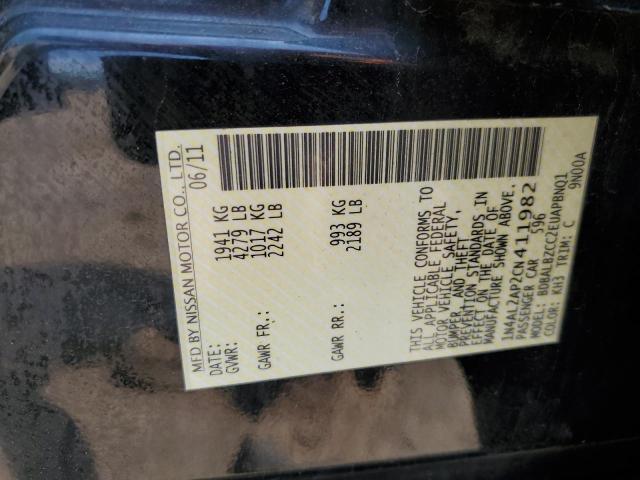 MFD BY NISSAN MOTOR CO., LTD.
DATE: 06/11
GVWR: 1941 KG
4279 LB
GAWR FR.: 1017 KG
2242 LB
GAWR RR.: 993 KG
2189 LB
THIS VEHICLE CONFORMS TO
ALL APPLICABLE FEDERAL
MOTOR VEHICLE SAFETY,
BUMPER, AND THEFT
PREVENTION STANDARDS IN
EFFECT ON THE DATE OF
MANUFACTURE SHOWN ABOVE.
1N4AL2AP2CN411982
PASSENGER CAR 596
MODEL: BDBALBZCC2EUAPBNQ1
COLOR: KH3 TRIM: C 9N00A